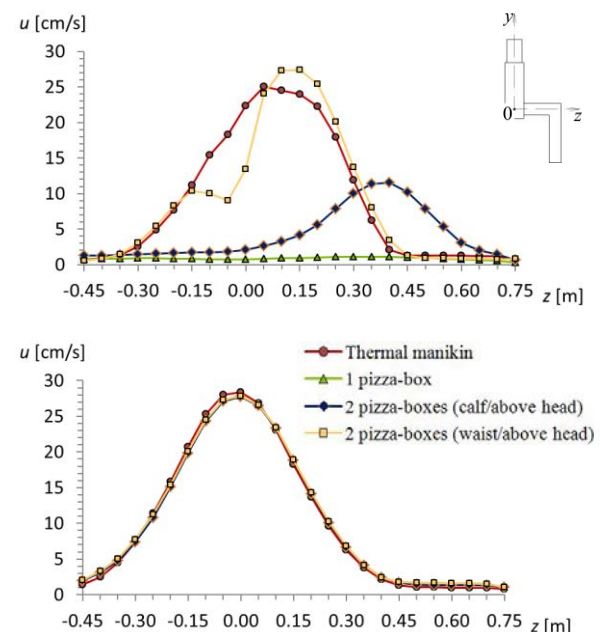 u [cm/s]
30
25
20
15
10
5
0
-0.45 -0.30 -0.15 0.00 0.15 0.30 0.45 0.60 0.75 z [m]
y
0
z
u [cm/s]
30
25
20
15
10
5
0
-0.45 -0.30 -0.15 0.00 0.15 0.30 0.45 0.60 0.75 z [m]
Thermal manikin
1 pizza-box
2 pizza-boxes (calf/above head)
2 pizza-boxes (waist/above head)